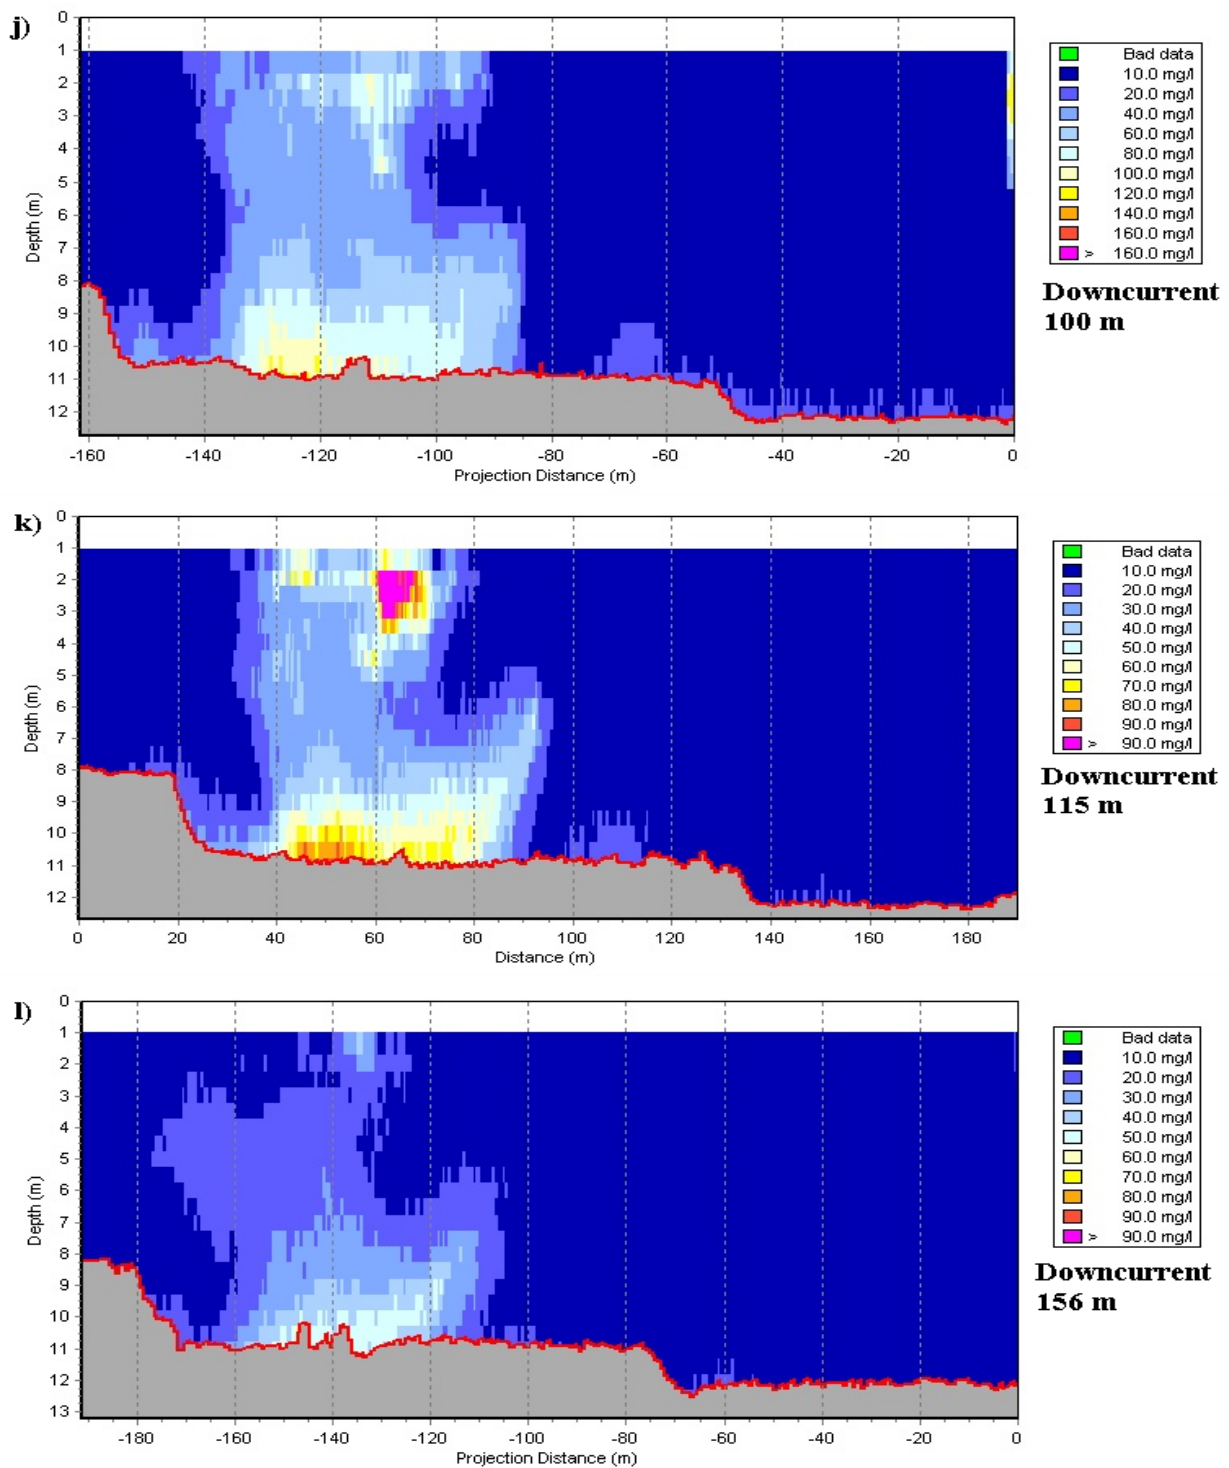 j)
0
1
2
3
4
5
6
7
8
9
10
11
12
Depth (m)
-160 -140 -120 -100 -80 -60 -40 -20 0
Projection Distance (m)
Bad data
10.0 mg/l
20.0 mg/l
40.0 mg/l
60.0 mg/l
80.0 mg/l
100.0 mg/l
120.0 mg/l
140.0 mg/l
160.0 mg/l
> 160.0 mg/l
Downcurrent
100 m
k)
0
1
2
3
4
5
6
7
8
9
10
11
12
Depth (m)
0 20 40 60 80 100 120 140 160 180
Distance (m)
Bad data
10.0 mg/l
20.0 mg/l
30.0 mg/l
40.0 mg/l
50.0 mg/l
60.0 mg/l
70.0 mg/l
80.0 mg/l
90.0 mg/l
> 90.0 mg/l
Downcurrent
115 m
l)
0
1
2
3
4
5
6
7
8
9
10
11
12
13
Depth (m)
-180 -160 -140 -120 -100 -80 -60 -40 -20 0
Projection Distance (m)
Bad data
10.0 mg/l
20.0 mg/l
30.0 mg/l
40.0 mg/l
50.0 mg/l
60.0 mg/l
70.0 mg/l
80.0 mg/l
90.0 mg/l
> 90.0 mg/l
Downcurrent
156 m